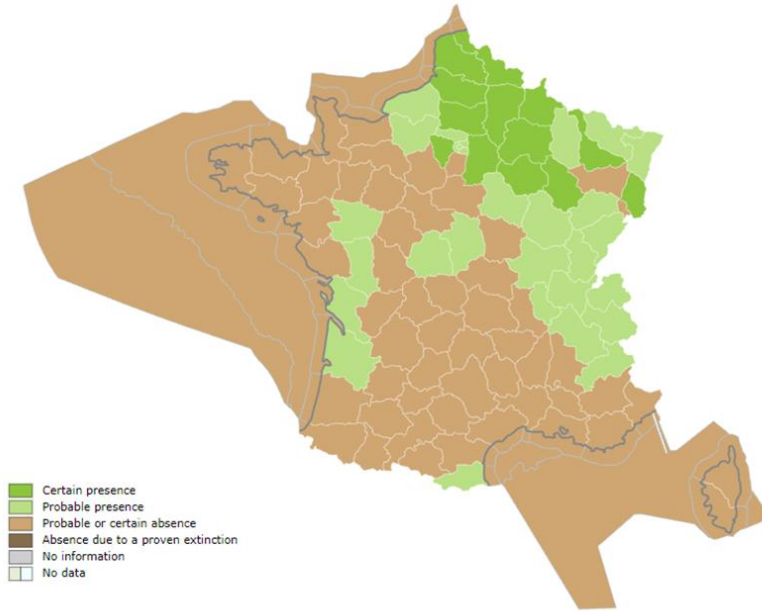 Certain presence
Probable presence
Probable or certain absence
Absence due to a proven extinction
No information
No data